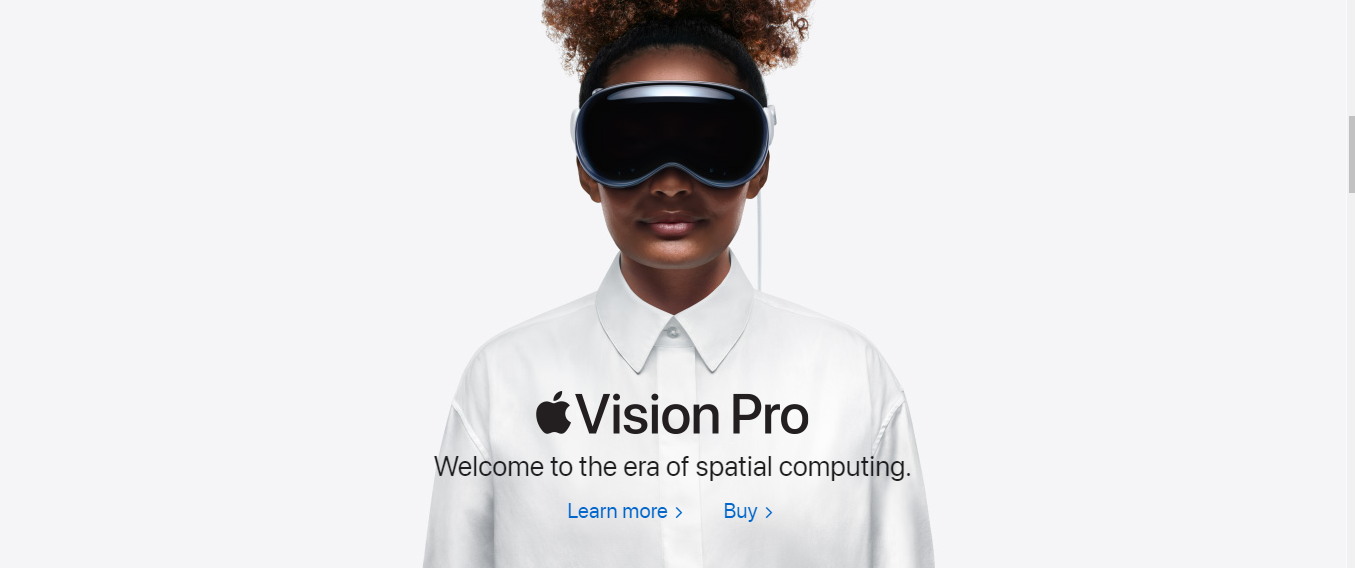 Vision Pro
Welcome to the era of spatial computing.
Learn more > Buy >